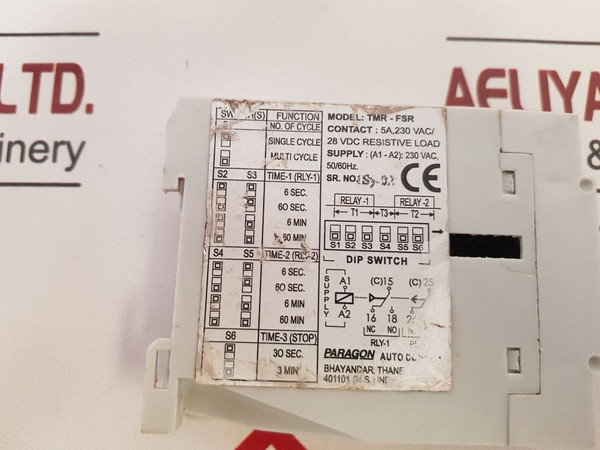 LTD.
inery
AELIYA
&
FUNCTION
NO. OF CYCLE
SINGLE CYCLE
MULTI CYCLE
S2 S3 TIME-1 (RLY-1)
6 SEC.
60 SEC.
6 MIN
60 MIN
S4 S5 TIME-2 (RLY-2)
6 SEC.
60 SEC.
6 MIN
60 MIN
S6 TIME-3 (STOP)
30 SEC.
3 MIN
MODEL: TMR - FSR
CONTACT : 5A,230 VAC/
28 VDC RESISTIVE LOAD
SUPPLY : (A1 - A2): 230 VAC,
50/60Hz.
SR. NO.
CE
RELAY -1 RELAY -2
T1 T3 T2
S1 S2 S3 S4 S5 S6
DIP SWITCH
SUPPLY
A1 (C)15 (C)25
A2 16 18
NC NO
RLY-1
PARAGON AUTO
BHAYANDAR, THANE
401101